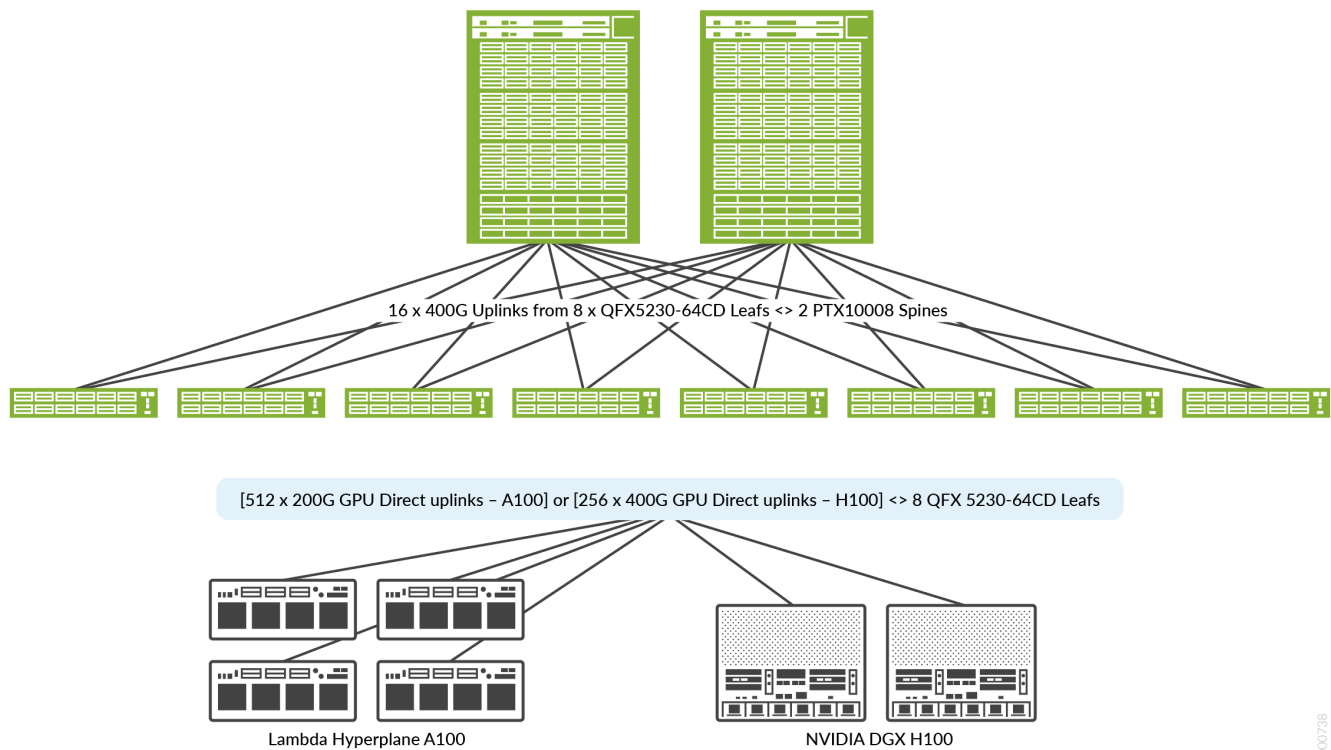 16 x 400G Uplinks from 8 x QFX5230-64CD Leafs <> 2 PTX10008 Spines
[512 x 200G GPU Direct uplinks – A100] or [256 x 400G GPU Direct uplinks – H100] <> 8 QFX 5230-64CD Leafs
Lambda Hyperplane A100
NVIDIA DGX H100
00738